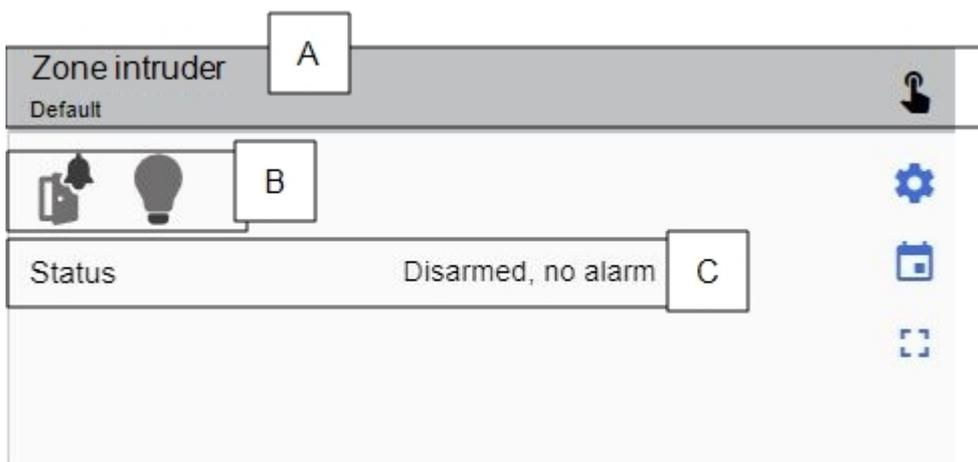 Zone intruder
A
Default
B
Status Disarmed, no alarm C